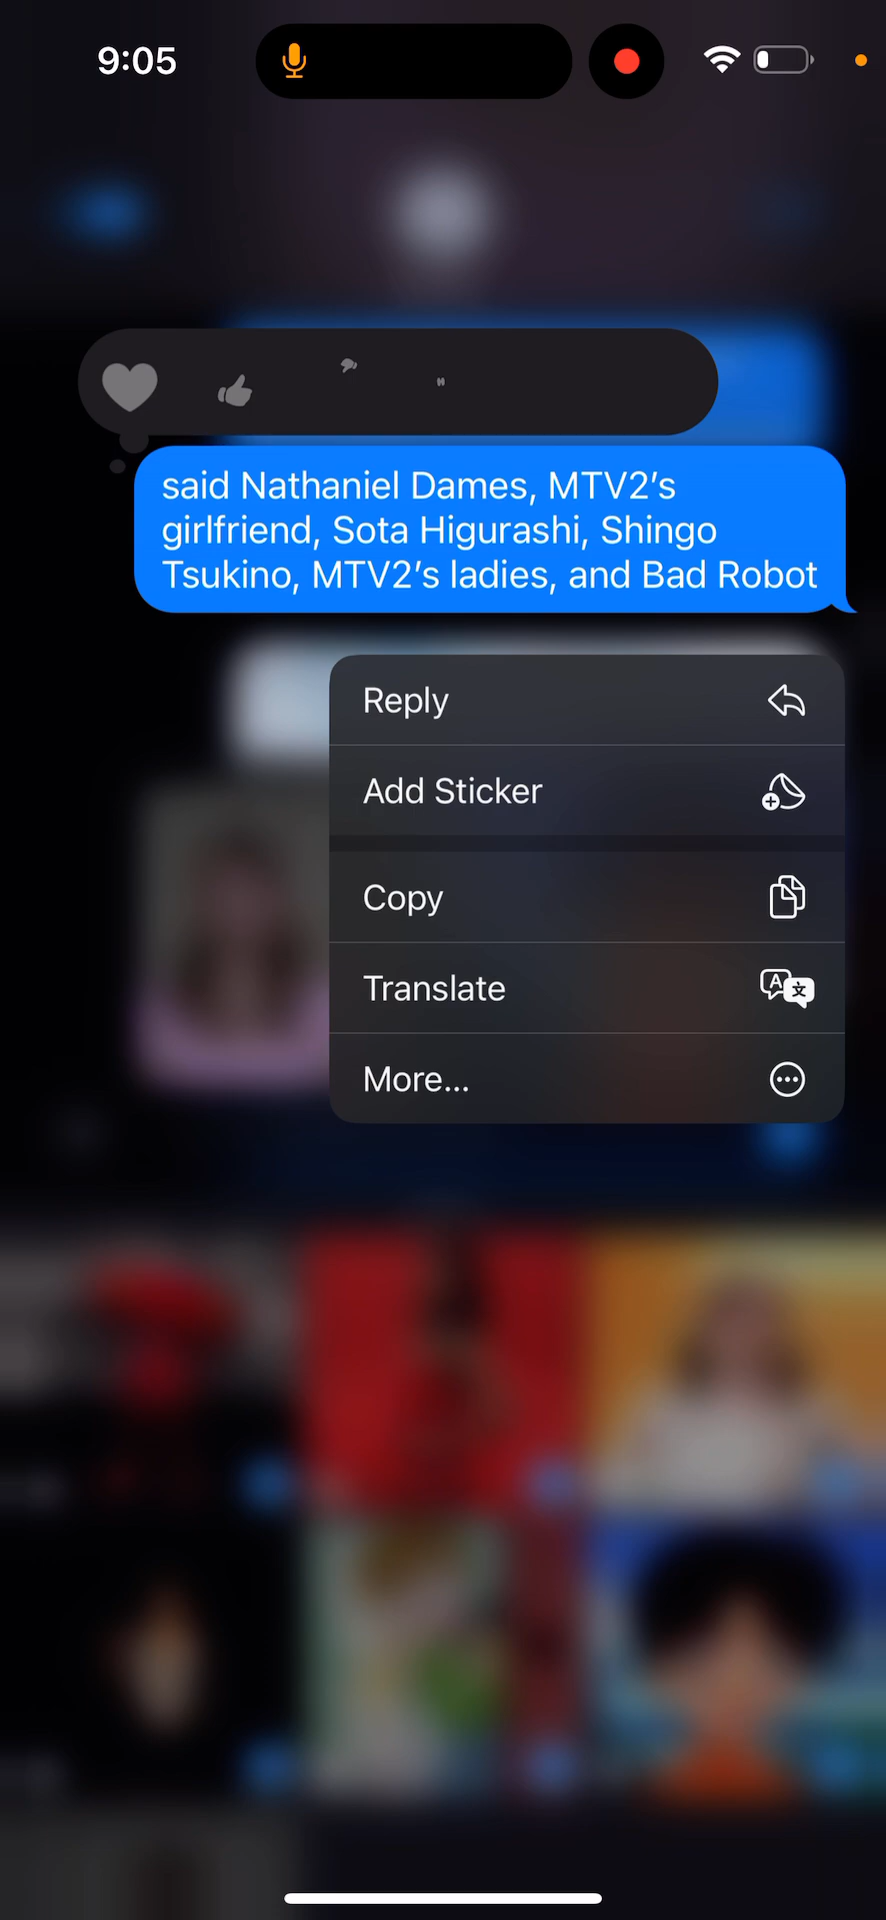 9:05
said Nathaniel Dames, MTV2’s
girlfriend, Sota Higurashi, Shingo
Tsukino, MTV2’s ladies, and Bad Robot
Reply
Add Sticker
Copy
Translate
More...